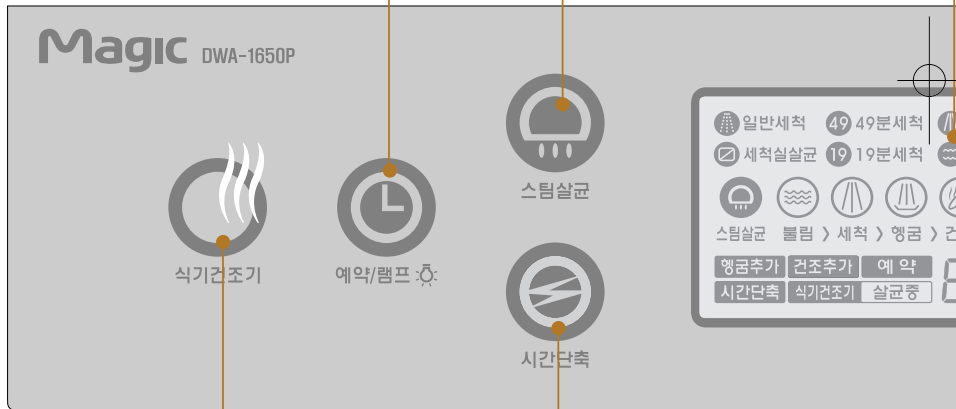 Magic DWA-1650P
스팀살균
식기건조기
예약/램프
시간단축
일반세척 49 49분세척
세척실살균 19 19분세척
스팀살균 불림 > 세척 > 헹굼 >
헹굼추가 건조추가 예 약
시간단축 식기건조기 살균중